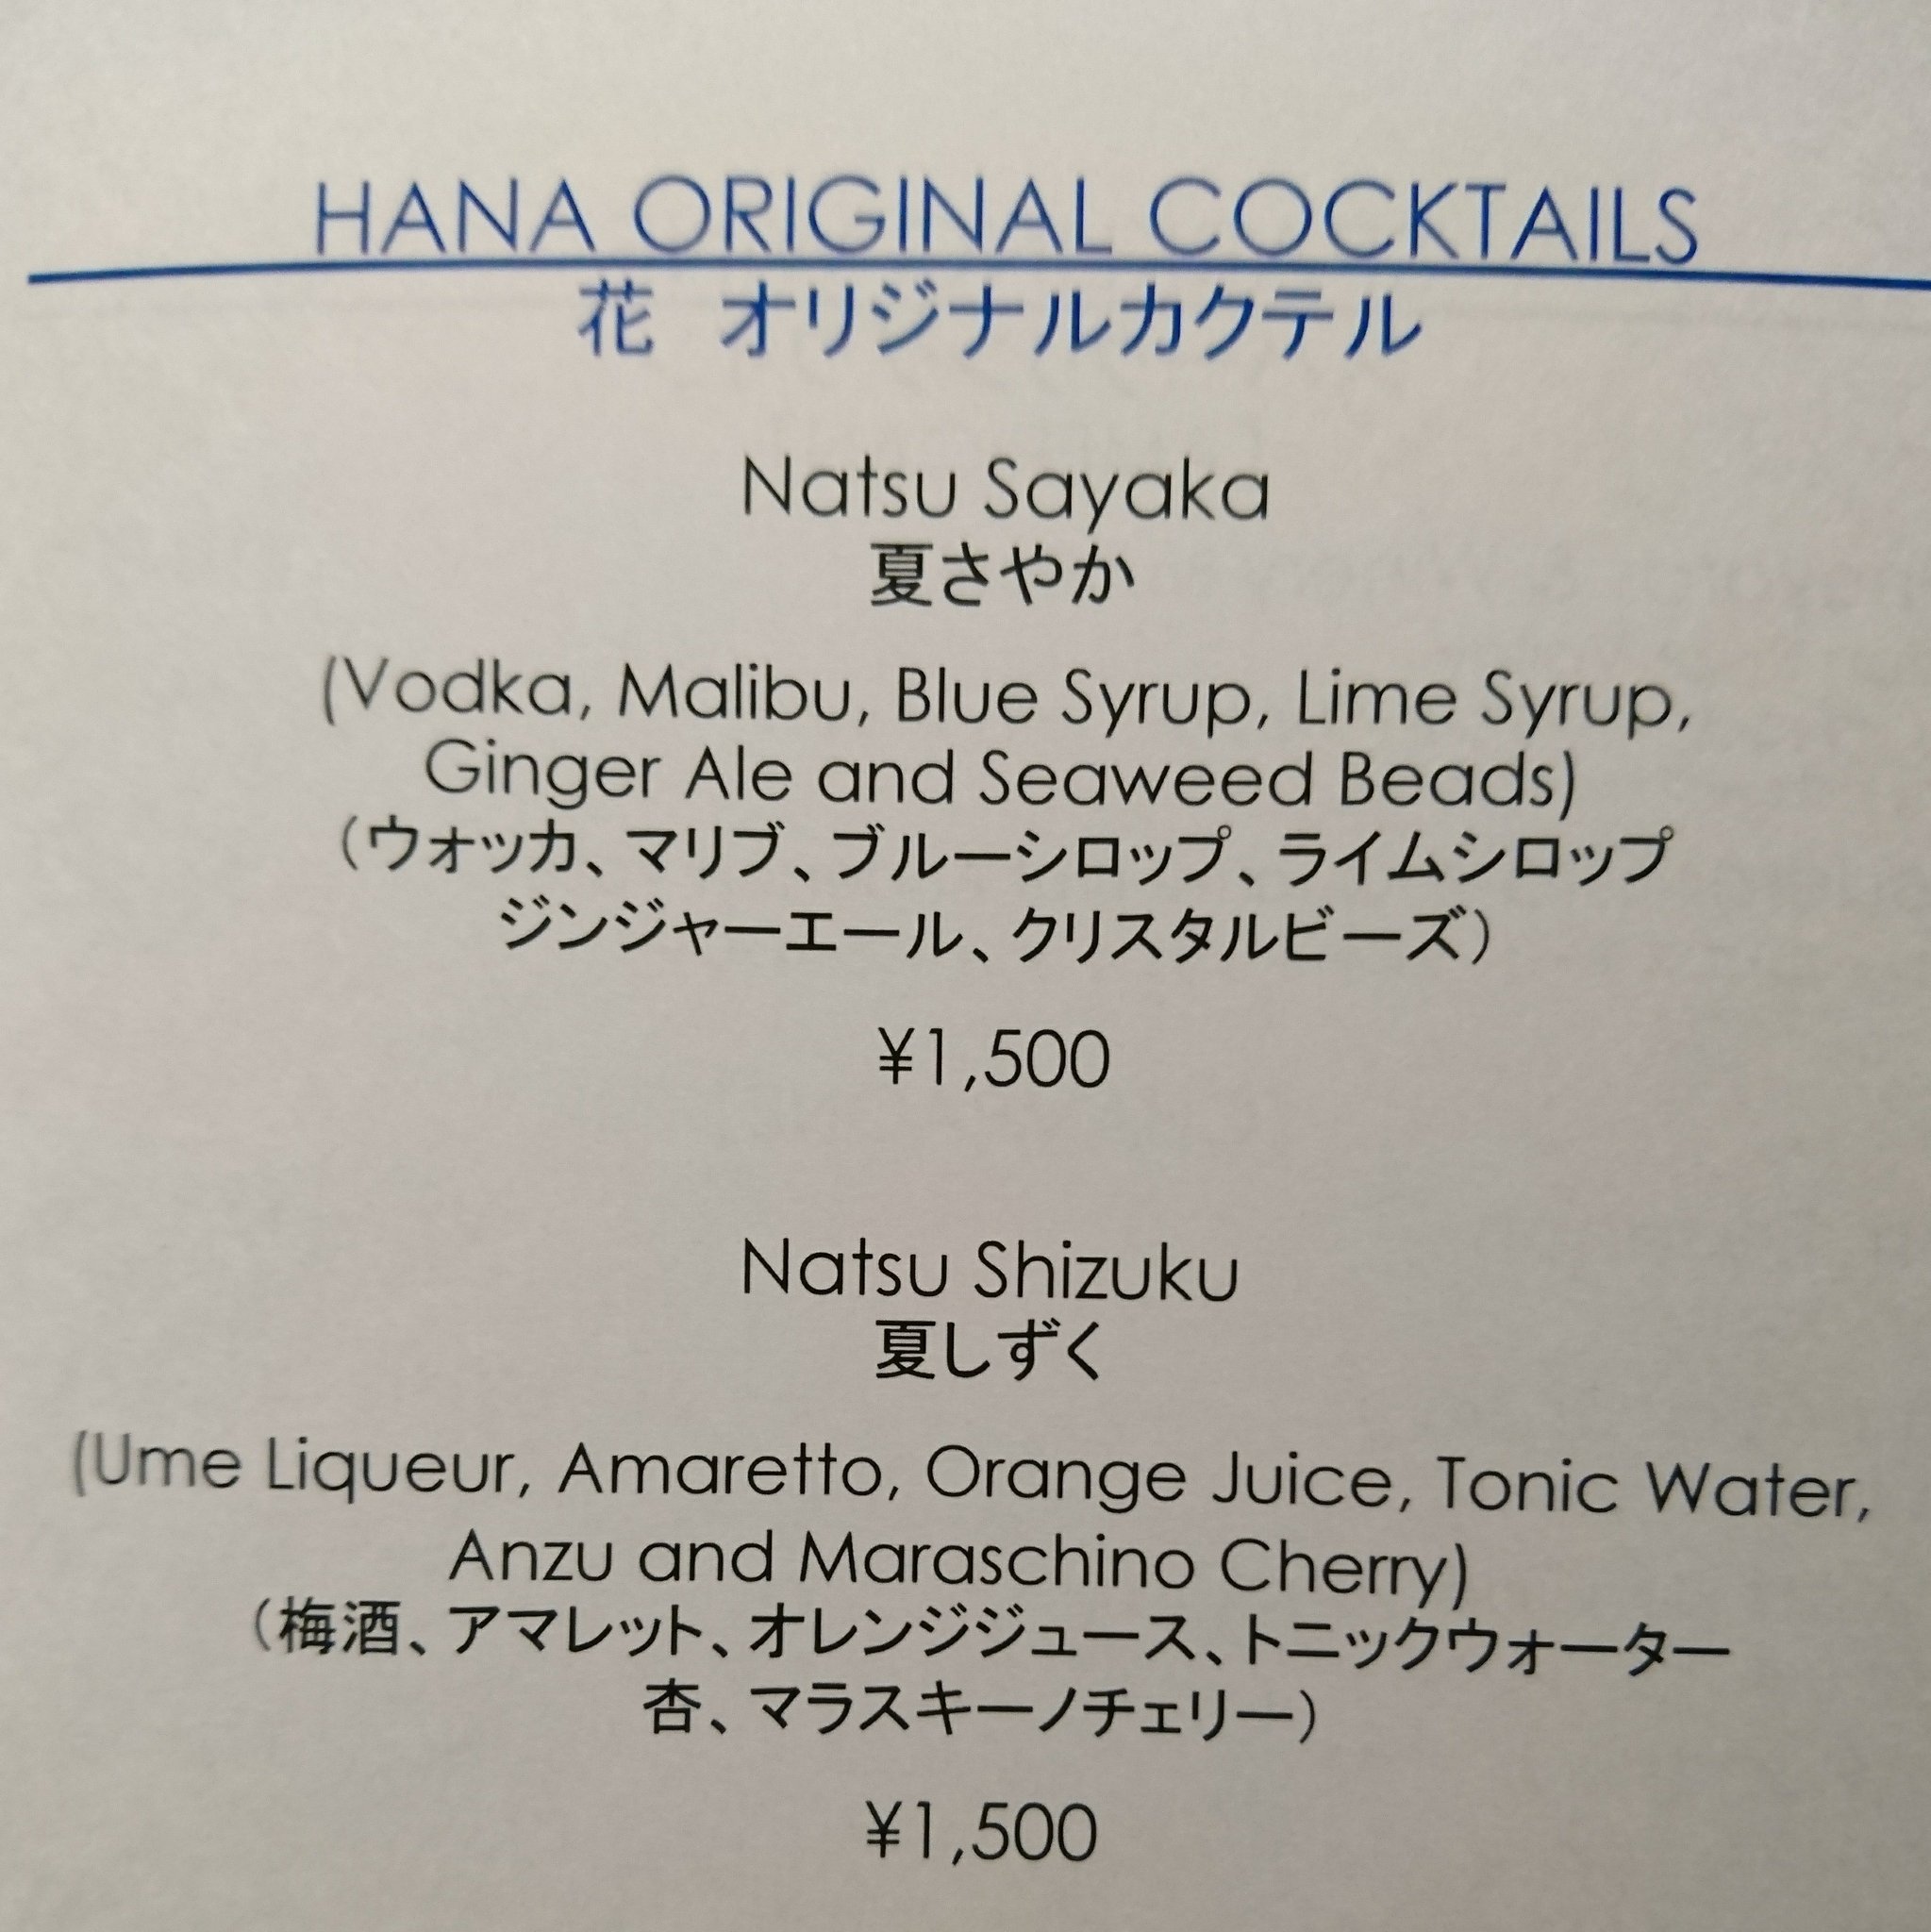 HANA ORIGINAL COCKTAILS
花　オリジナルカクテル
Natsu Sayaka
夏さやか
(Vodka, Malibu, Blue Syrup, Lime Syrup,
Ginger Ale and Seaweed Beads)
（ウォッカ、マリブ、ブルーシロップ、ライムシロップ
ジンジャーエール、クリスタルビーズ）
¥1,500
Natsu Shizuku
夏しずく
(Ume Liqueur, Amaretto, Orange Juice, Tonic Water,
Anzu and Maraschino Cherry)
（梅酒、アマレット、オレンジジュース、トニックウォーター
杏、マラスキーノチェリー）
¥1,500